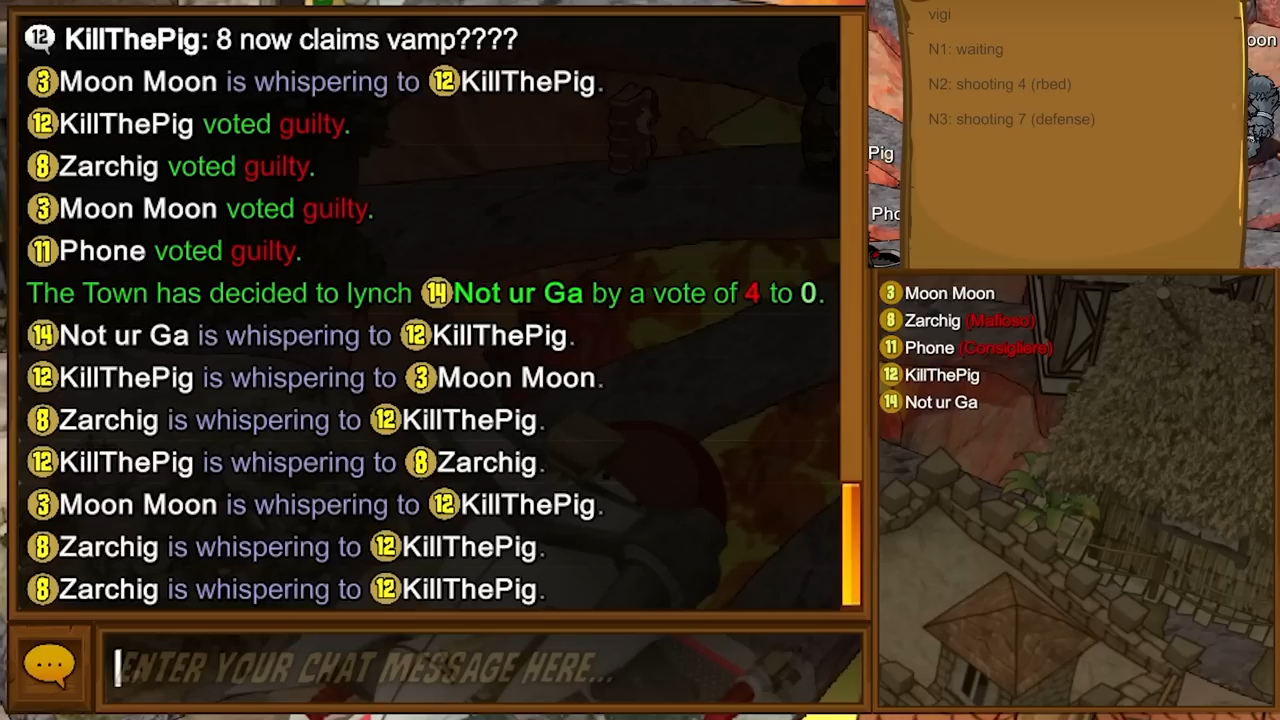 12 KillThePig: 8 now claims vamp????
3 Moon Moon is whispering to 12 KillThePig.
12 KillThePig voted guilty.
8 Zarchig voted guilty.
3 Moon Moon voted guilty.
11 Phone voted guilty.
The Town has decided to lynch 14 Not ur Ga by a vote of 4 to 0.
14 Not ur Ga is whispering to 12 KillThePig.
12 KillThePig is whispering to 3 Moon Moon.
8 Zarchig is whispering to 12 KillThePig.
12 KillThePig is whispering to 8 Zarchig.
3 Moon Moon is whispering to 12 KillThePig.
8 Zarchig is whispering to 12 KillThePig.
8 Zarchig is whispering to 12 KillThePig.
ENTER YOUR CHAT MESSAGE HERE...
vigi
N1: waiting
N2: shooting 4 (rbed)
N3: shooting 7 (defense)
oon
Pig
Pho
3 Moon Moon
8 Zarchig (Mafioso)
11 Phone (Consigliere)
12 KillThePig
14 Not ur Ga